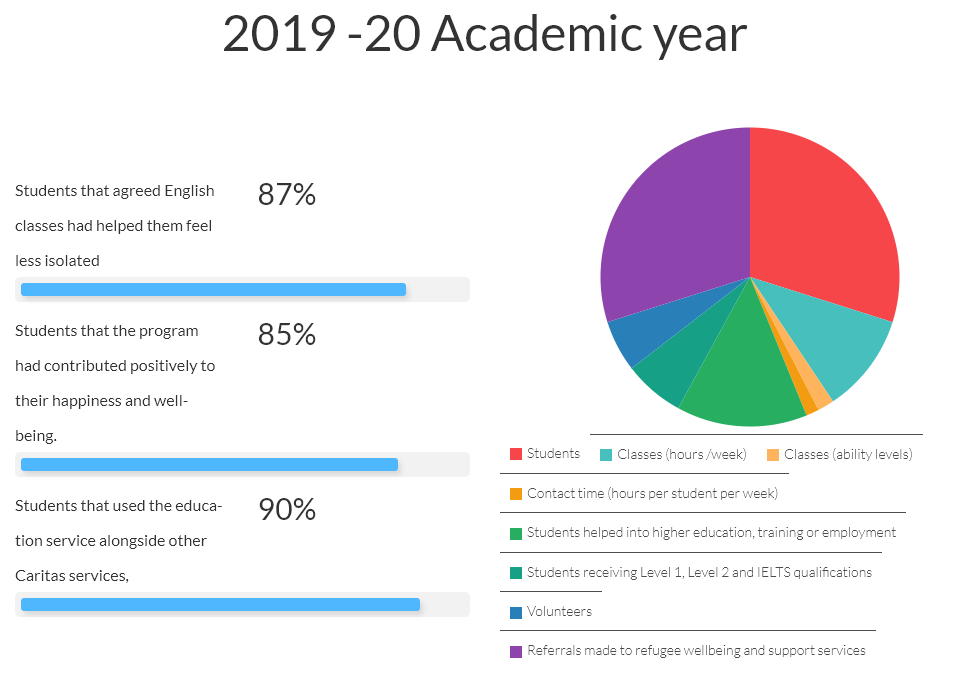 2019 -20 Academic year
Students that agreed English
classes had helped them feel
less isolated
87%
Students that the program
had contributed positively to
their happiness and well-
being.
85%
Students that used the educa-
tion service alongside other
Caritas services,
90%
Students
Classes (hours /week)
Classes (ability levels)
Contact time (hours per student per week)
Students helped into higher education, training or employment
Students receiving Level 1, Level 2 and IELTS qualifications
Volunteers
Referrals made to refugee wellbeing and support services